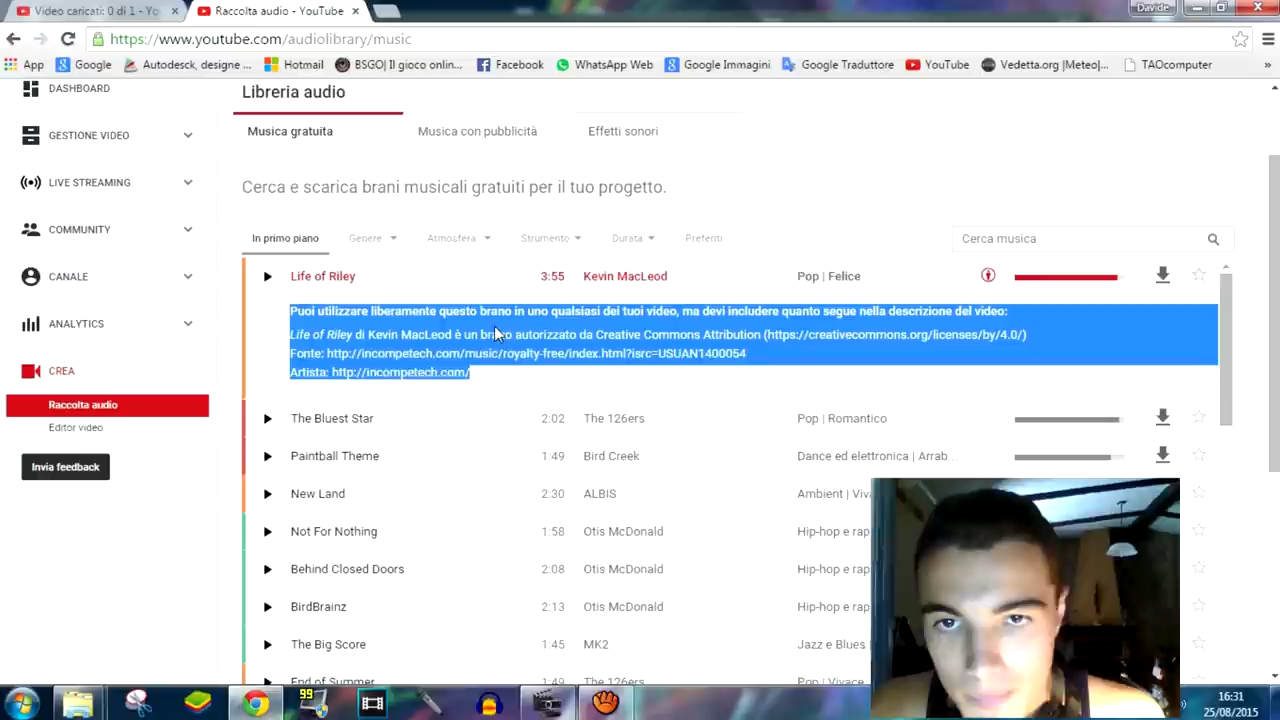 Video caricati: 0 di 1 - Yo
Raccolta audio - YouTube
Davide
https://www.youtube.com/audiolibrary/music
App
Google
Autodesck, designe ...
Hotmail
BSGO| Il gioco onlin...
Facebook
WhatsApp Web
Google Immagini
Google Traduttore
YouTube
Vedetta.org |Meteo|...
TAOcomputer
»
DASHBOARD
GESTIONE VIDEO
LIVE STREAMING
COMMUNITY
CANALE
ANALYTICS
CREA
Raccolta audio
Editor video
Invia feedback
Libreria audio
Musica gratuita
Musica con pubblicità
Effetti sonori
Cerca e scarica brani musicali gratuiti per il tuo progetto.
In primo piano
Genere
Atmosfera
Strumento
Durata
Preferiti
Cerca musica
Life of Riley 3:55 Kevin MacLeod Pop | Felice
Puoi utilizzare liberamente questo brano in uno qualsiasi dei tuoi video, ma devi includere quanto segue nella descrizione del video:
Life of Riley di Kevin MacLeod è un brano autorizzato da Creative Commons Attribution (https://creativecommons.org/licenses/by/4.0/)
Fonte: http://incompetech.com/music/royalty-free/index.html?isrc=USUAN1400054
Artista: http://incompetech.com/
The Bluest Star 2:02 The 126ers Pop | Romantico
Paintball Theme 1:49 Bird Creek Dance ed elettronica | Arrab...
New Land 2:30 ALBIS Ambient | Viv
Not For Nothing 1:58 Otis McDonald Hip-hop e rap
Behind Closed Doors 2:08 Otis McDonald Hip-hop e rap
BirdBrainz 2:13 Otis McDonald Hip-hop e rap
The Big Score 1:45 MK2 Jazz e Blues |
End of Summer 1:49 The 126ers Pop | Vivace
99
16:31
25/08/2015